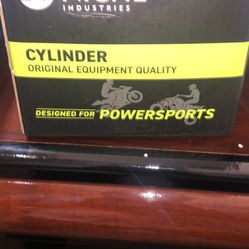 INDUSTRIES
CYLINDER
ORIGINAL EQUIPMENT QUALITY
DESIGNED FOR POWERSPORTS